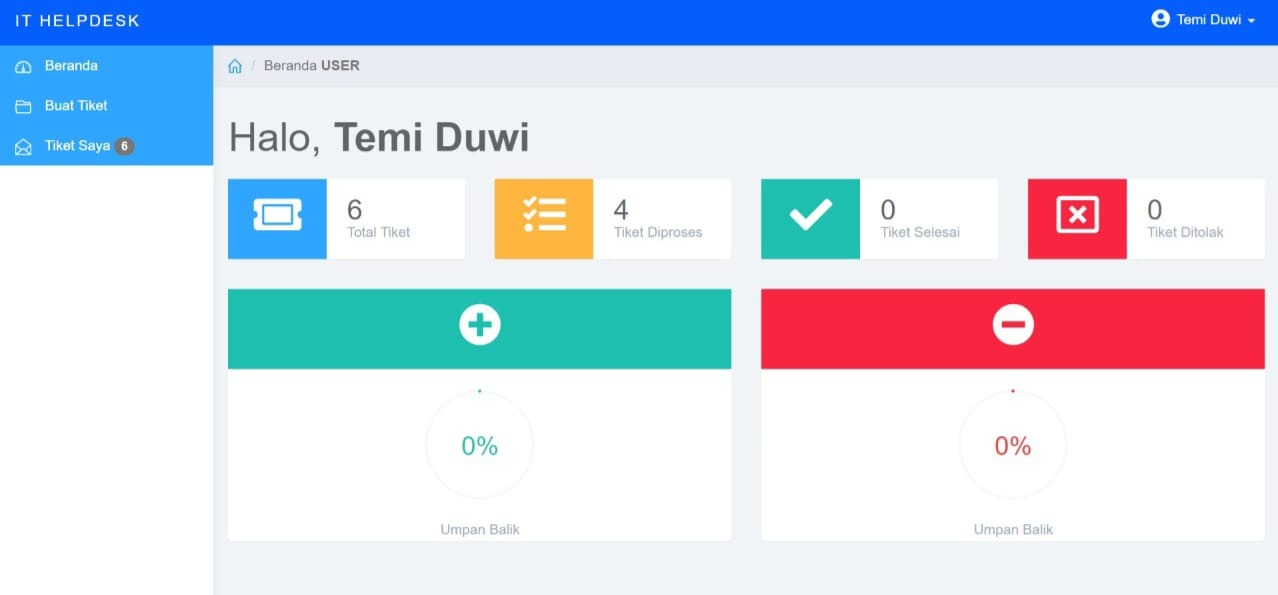 IT HELPDESK
Temi Duwi
Beranda
Buat Tiket
Tiket Saya 6
/ Beranda USER
Halo, Temi Duwi
6
Total Tiket
4
Tiket Diproses
0
Tiket Selesai
0
Tiket Ditolak
0%
Umpan Balik
0%
Umpan Balik